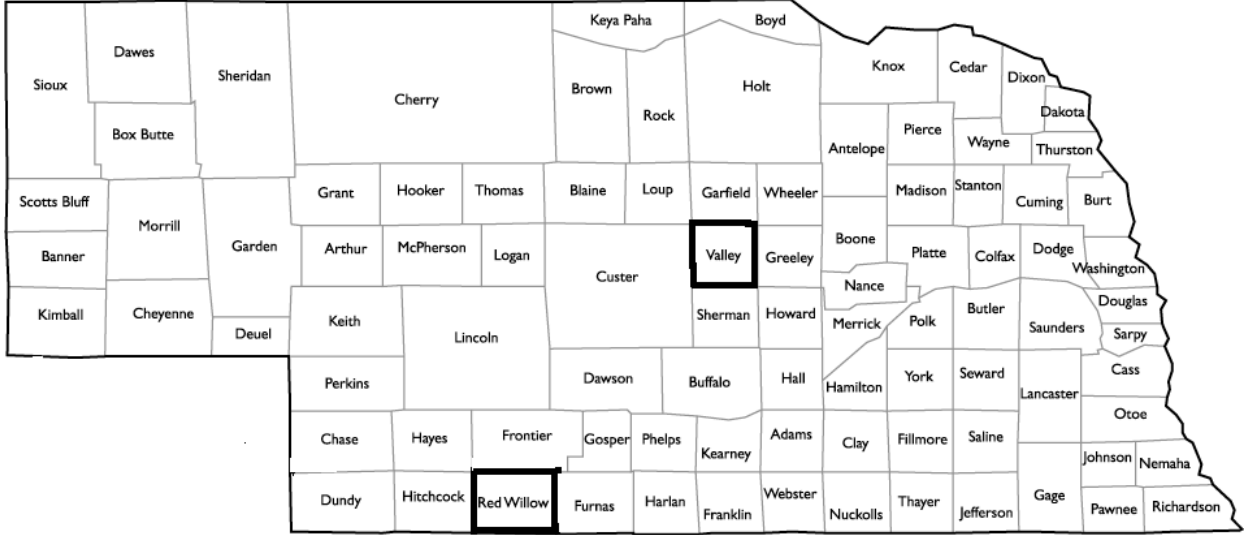 Keya Paha
Boyd
Dawes
Sioux
Sheridan
Cherry
Brown
Rock
Holt
Knox
Cedar
Dixon
Dakota
Box Butte
Antelope
Pierce
Wayne
Thurston
Scotts Bluff
Grant
Hooker
Thomas
Blaine
Loup
Garfield
Wheeler
Madison
Stanton
Cuming
Burt
Morrill
Garden
Banner
Arthur
McPherson
Logan
Custer
Valley
Greeley
Boone
Platte
Colfax
Dodge
Washington
Nance
Kimball
Cheyenne
Deuel
Keith
Lincoln
Sherman
Howard
Merrick
Polk
Butler
Saunders
Douglas
Sarpy
Perkins
Dawson
Buffalo
Hall
Hamilton
York
Seward
Lancaster
Cass
Otoe
Chase
Hayes
Frontier
Gosper
Phelps
Kearney
Adams
Clay
Fillmore
Saline
Johnson
Nemaha
Dundy
Hitchcock
Red Willow
Furnas
Harlan
Franklin
Webster
Nuckolls
Thayer
Jefferson
Gage
Pawnee
Richardson